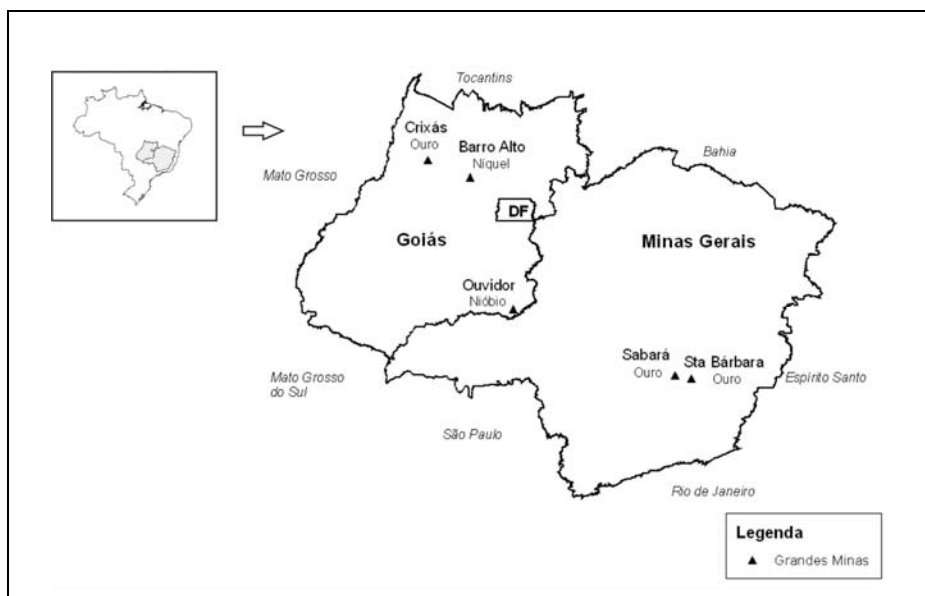 Tocantins
Crixás
Ouro
Barro Alto
Níquel
Bahia
Mato Grosso
DF
Goiás
Minas Gerais
Ouvidor
Nióbio
Sabará
Ouro
Sta Bárbara
Ouro
Mato Grosso
do Sul
Espírito Santo
São Paulo
Rio de Janeiro
Legenda
Grandes Minas